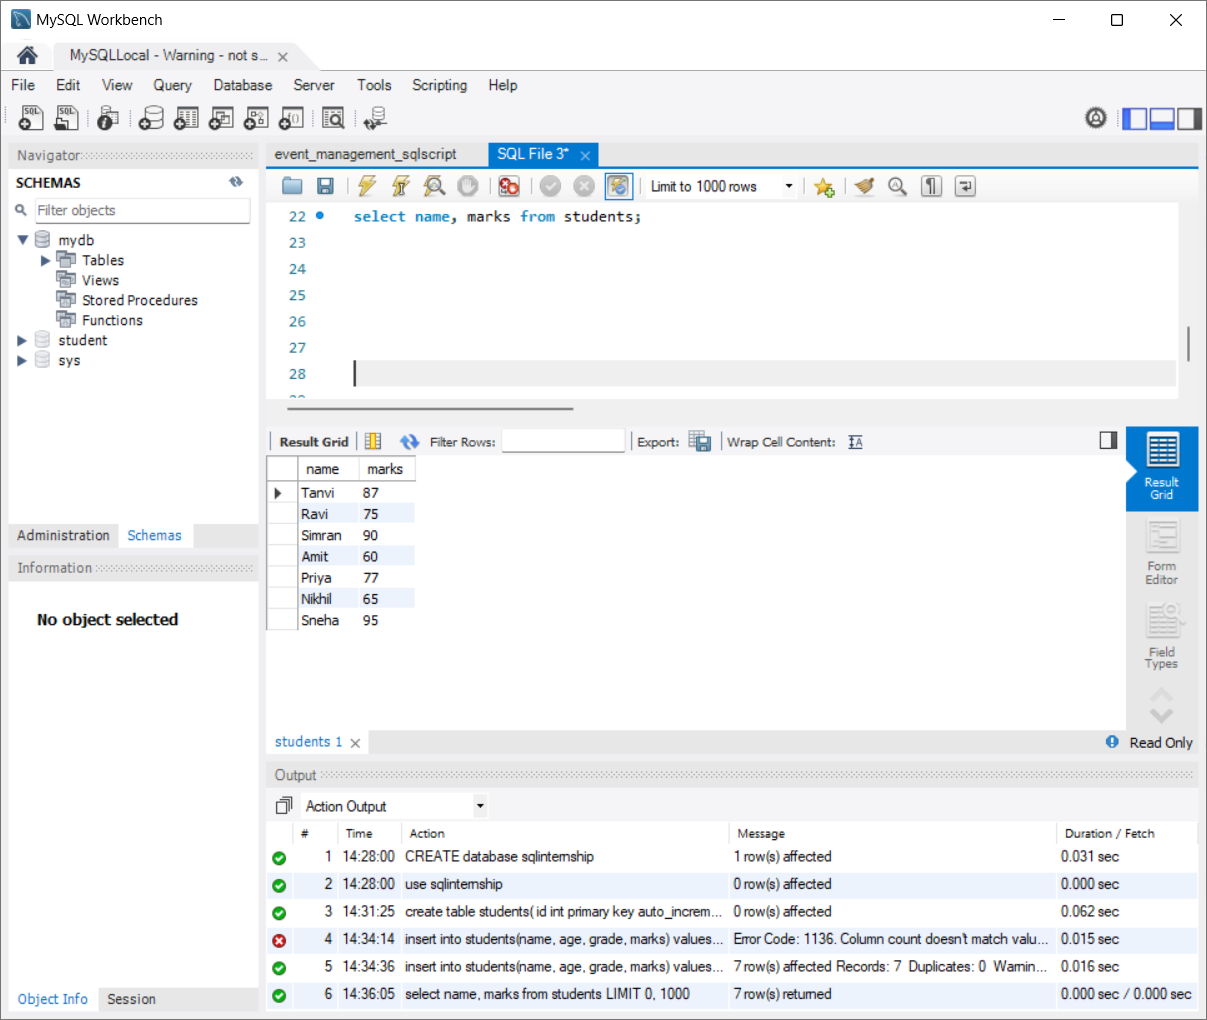 MySQL Workbench
MySQLLocal - Warning - not s...
File Edit View Query Database Server Tools Scripting Help
Navigator
SCHEMAS
Filter objects
mydb
Tables
Views
Stored Procedures
Functions
student
sys
Administration Schemas
Information
No object selected
Object Info Session
event_management_sqlscript SQL File 3*
Limit to 1000 rows
22 select name, marks from students;
23
24
25
26
27
28
Result Grid Filter Rows: Export: Wrap Cell Content:
name marks
Tanvi 87
Ravi 75
Simran 90
Amit 60
Priya 77
Nikhil 65
Sneha 95
Result
Grid
Form
Editor
Field
Types
students 1 Read Only
Output
Action Output
# Time Action Message Duration / Fetch
1 14:28:00 CREATE database sqlinternship 1 row(s) affected 0.031 sec
2 14:28:00 use sqlinternship 0 row(s) affected 0.000 sec
3 14:31:25 create table students( id int primary key auto_increm... 0 row(s) affected 0.062 sec
4 14:34:14 insert into students(name, age, grade, marks) values... Error Code: 1136. Column count doesn't match valu... 0.015 sec
5 14:34:36 insert into students(name, age, grade, marks) values... 7 row(s) affected Records: 7 Duplicates: 0 Warnin... 0.016 sec
6 14:36:05 select name, marks from students LIMIT 0, 1000 7 row(s) returned 0.000 sec / 0.000 sec